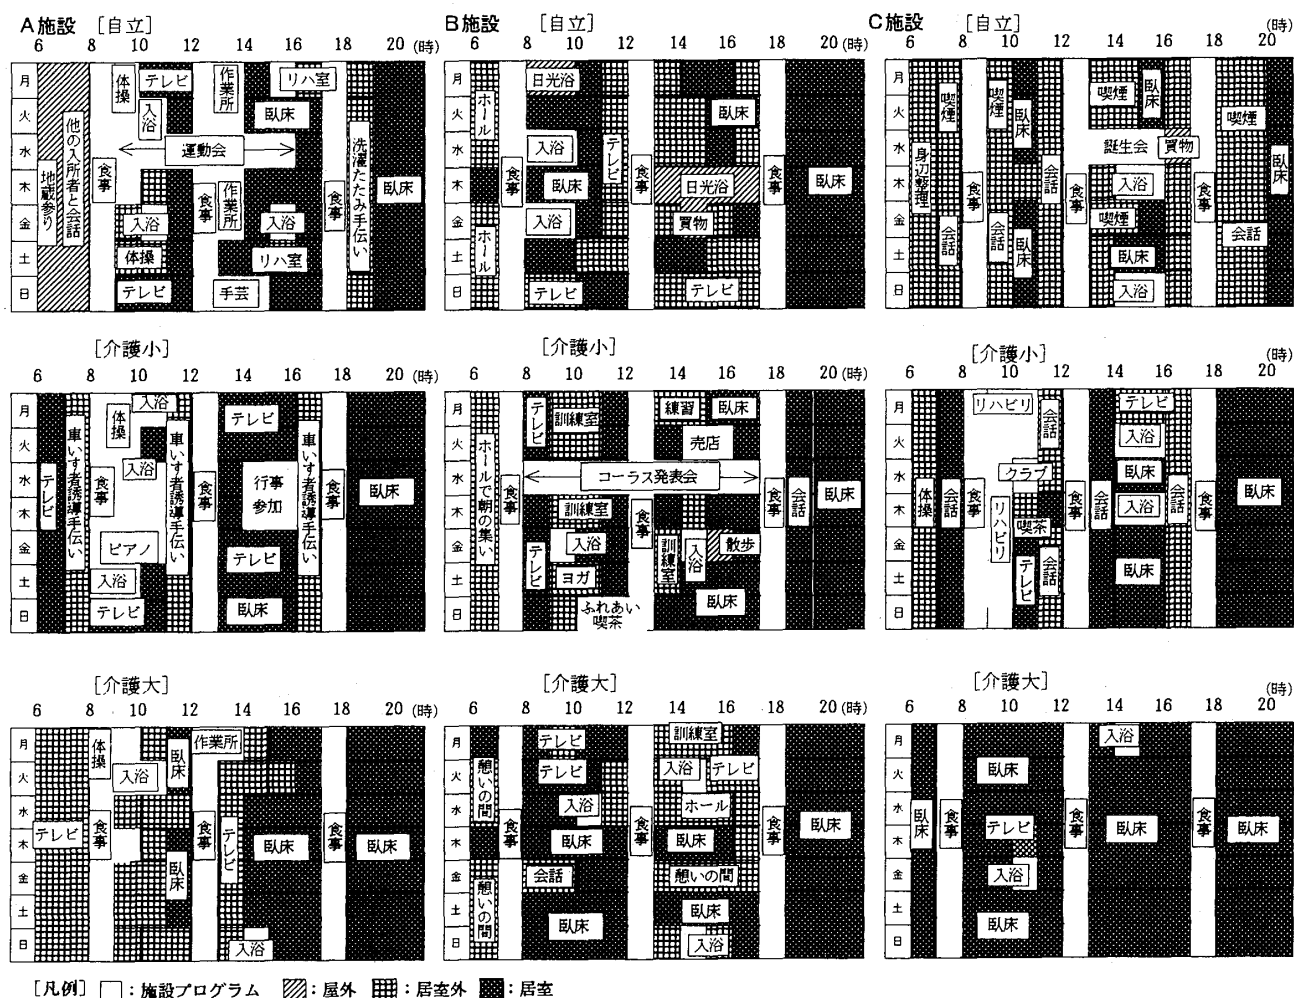 A施設 [自立]
6 8 10 12 14 16 18 20 (時)
月
火
水
木
金
土
日
地蔵参り
他の入所者と会話
食事
体操
テレビ
入浴
運動会
入浴
体操
テレビ
作業所
食事
作業所
手芸
リハ室
臥床
入浴
リハ室
食事
洗濯たたみ手伝い
臥床
B施設 [自立]
6 8 10 12 14 16 18 20 (時)
月
火
水
木
金
土
日
ホール
ホール
食事
日光浴
入浴
臥床
入浴
テレビ
テレビ
食事
臥床
日光浴
買物
テレビ
食事
臥床
C施設 [自立] (時)
6 8 10 12 14 16 18 20
月
火
水
木
金
土
日
身辺整理
喫煙
会話
食事
喫煙
会話
臥床
臥床
会話
食事
喫煙
臥床
誕生会
買物
入浴
喫煙
臥床
入浴
食事
喫煙
会話
臥床
[介護小]
6 8 10 12 14 16 18 20 (時)
月
火
水
木
金
土
日
テレビ
車いす者誘導手伝い
食事
体操
入浴
入浴
ピアノ
入浴
テレビ
車いす者誘導手伝い
食事
テレビ
行事
参加
テレビ
臥床
車いす者誘導手伝い
食事
臥床
[介護小]
6 8 10 12 14 16 18 20 (時)
月
火
水
木
金
土
日
ホールで朝の集い
食事
テレビ
訓練室
コーラス発表会
訓練室
入浴
テレビ
ヨガ
ふれあい
喫茶
食事
練習
臥床
売店
訓練室
入浴
散歩
臥床
食事
会話
臥床
[介護小] (時)
6 8 10 12 14 16 18 20
月
火
水
木
金
土
日
体操
会話
食事
リハビリ
会話
クラブ
リハビリ
喫茶
テレビ
会話
食事
会話
テレビ
入浴
臥床
入浴
臥床
会話
食事
臥床
[介護大]
6 8 10 12 14 16 18 20 (時)
月
火
水
木
金
土
日
テレビ
体操
食事
入浴
臥床
臥床
作業所
食事
テレビ
臥床
入浴
食事
臥床
[介護大]
6 8 10 12 14 16 18 20 (時)
月
火
水
木
金
土
日
憩いの間
憩いの間
食事
テレビ
テレビ
入浴
臥床
会話
臥床
食事
訓練室
入浴
テレビ
ホール
臥床
憩いの間
臥床
入浴
食事
臥床
[介護大] (時)
6 8 10 12 14 16 18 20
月
火
水
木
金
土
日
臥床
食事
臥床
テレビ
入浴
臥床
食事
入浴
臥床
食事
臥床
[凡例] :施設プログラム :屋外 :居室外 :居室